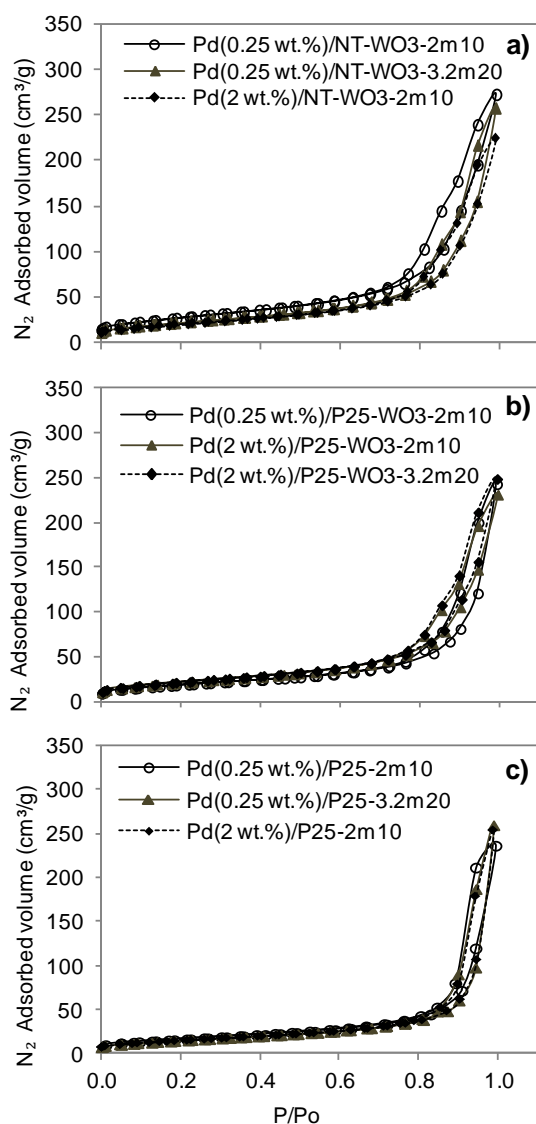 350
300
250
200
150
100
50
0
N₂ Adsorbed volume (cm³/g)
Pd(0.25 wt.%)/NT-WO3-2m10
Pd(0.25 wt.%)/NT-WO3-3.2m20
Pd(2 wt.%)/NT-WO3-2m10
a)
350
300
250
200
150
100
50
0
N₂ Adsorbed volume (cm³/g)
Pd(0.25 wt.%)/P25-WO3-2m10
Pd(2 wt.%)/P25-WO3-2m10
Pd(2 wt.%)/P25-WO3-3.2m20
b)
350
300
250
200
150
100
50
0
N₂ Adsorbed volume (cm³/g)
Pd(0.25 wt.%)/P25-2m10
Pd(0.25 wt.%)/P25-3.2m20
Pd(2 wt.%)/P25-2m10
c)
0.0 0.2 0.4 0.6 0.8 1.0
P/Po